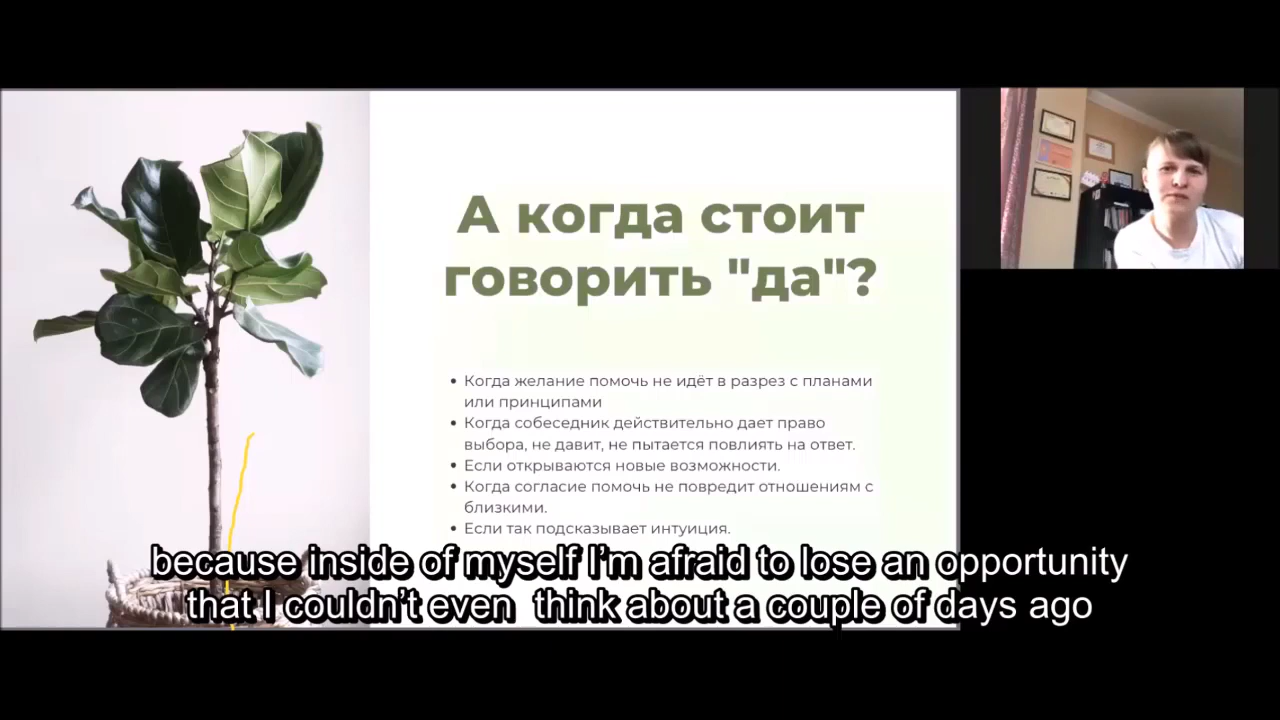 А когда стоит
говорить "да"?
Когда желание помочь не идёт в разрез с планами
или принципами
Когда собеседник действительно дает право
выбора, не давит, не пытается повлиять на ответ.
Если открываются новые возможности.
Когда согласие помочь не повредит отношениям с
близкими.
Если так подсказывает интуиция.
because inside of myself I'm afraid to lose an opportunity
that I couldn't even think about a couple of days ago